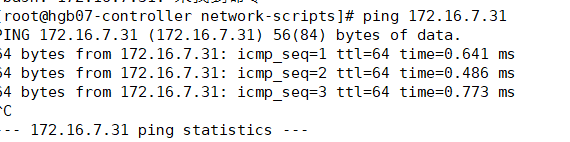 [root@hgb07-controller network-scripts]# ping 172.16.7.31
PING 172.16.7.31 (172.16.7.31) 56(84) bytes of data.
64 bytes from 172.16.7.31: icmp_seq=1 ttl=64 time=0.641 ms
64 bytes from 172.16.7.31: icmp_seq=2 ttl=64 time=0.486 ms
64 bytes from 172.16.7.31: icmp_seq=3 ttl=64 time=0.773 ms
^C
--- 172.16.7.31 ping statistics ---